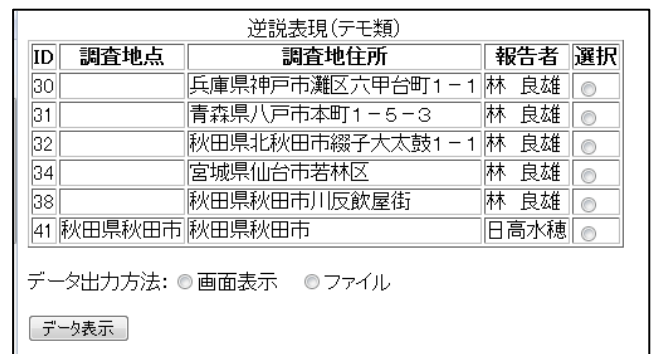 逆説表現(テモ類)
ID 調査地点 調査地住所 報告者 選択
30 兵庫県神戸市灘区六甲台町1－1 林 良雄
31 青森県八戸市本町1－5－3 林 良雄
32 秋田県北秋田市綴子大太鼓1－1 林 良雄
34 宮城県仙台市若林区 林 良雄
38 秋田県秋田市川反飲屋街 林 良雄
41 秋田県秋田市 秋田県秋田市 日高水穂
データ出力方法: 画面表示 ファイル
データ表示